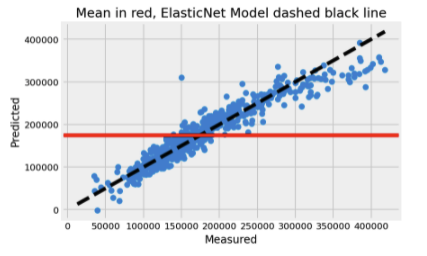 Mean in red, ElasticNet Model dashed black line
400000
300000
200000
100000
0
Predicted
0 50000 100000 150000 200000 250000 300000 350000 400000
Measured